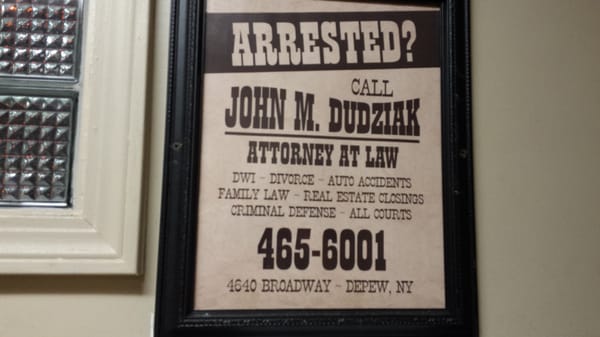 ARRESTED?
CALL
JOHN M. DUDZIAK
ATTORNEY AT LAW
DWI ~ DIVORCE ~ AUTO ACCIDENTS
FAMILY LAW ~ REAL ESTATE CLOSINGS
CRIMINAL DEFENSE ~ ALL COURTS
465-6001
4640 BROADWAY ~ DEPEW, NY